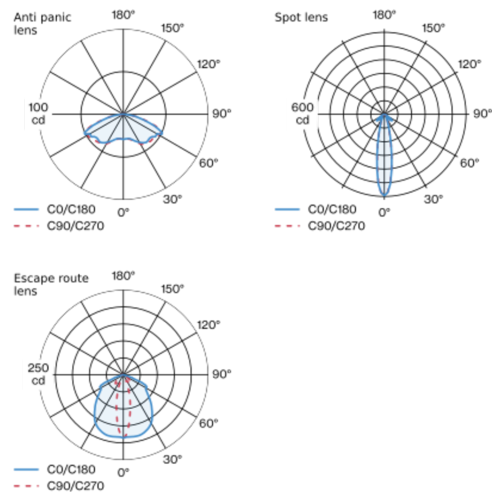 Anti panic
lens
180°
150°
120°
100
cd
90°
60°
30°
0°
C0/C180
C90/C270
Spot lens
180°
150°
120°
600
cd
90°
60°
30°
0°
C0/C180
C90/C270
Escape route
lens
180°
150°
120°
250
cd
90°
60°
30°
0°
C0/C180
C90/C270